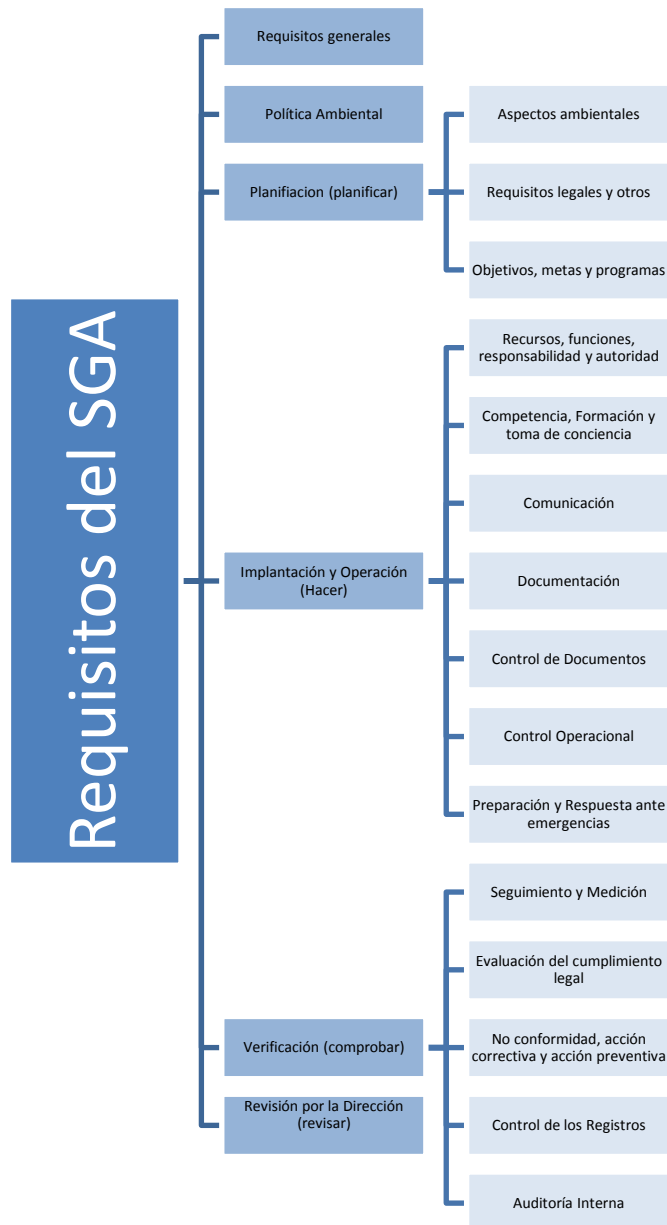 Requisitos del SGA
Requisitos generales
Política Ambiental
Planifiacion (planificar)
Aspectos ambientales
Requisitos legales y otros
Objetivos, metas y programas
Implantación y Operación
(Hacer)
Recursos, funciones,
responsabilidad y autoridad
Competencia, Formación y
toma de conciencia
Comunicación
Documentación
Control de Documentos
Control Operacional
Preparación y Respuesta ante
emergencias
Verificación (comprobar)
Seguimiento y Medición
Evaluación del cumplimiento
legal
No conformidad, acción
correctiva y acción preventiva
Control de los Registros
Auditoría Interna
Revisión por la Dirección
(revisar)